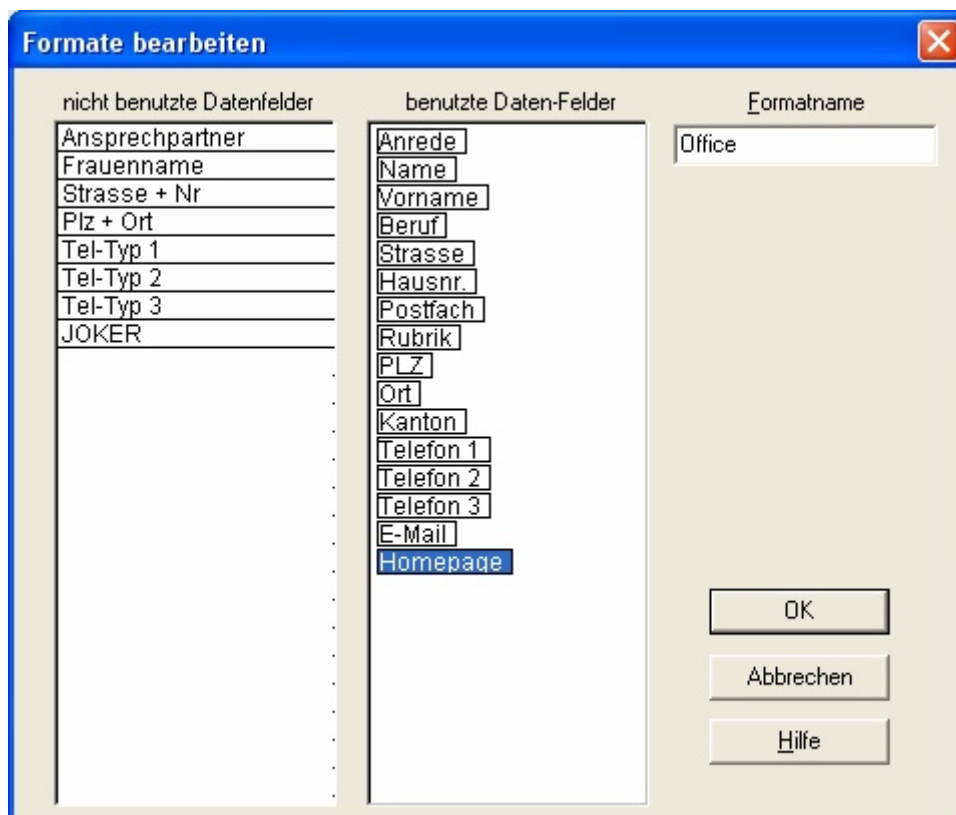 Formate bearbeiten
nicht benutzte Datenfelder
Ansprechpartner
Frauenname
Strasse + Nr
Plz + Ort
Tel-Typ 1
Tel-Typ 2
Tel-Typ 3
JOKER
benutzte Daten-Felder
Anrede
Name
Vorname
Beruf
Strasse
Hausnr.
Postfach
Rubrik
PLZ
Ort
Kanton
Telefon 1
Telefon 2
Telefon 3
E-Mail
Homepage
Formatname
Office
OK
Abbrechen
Hilfe